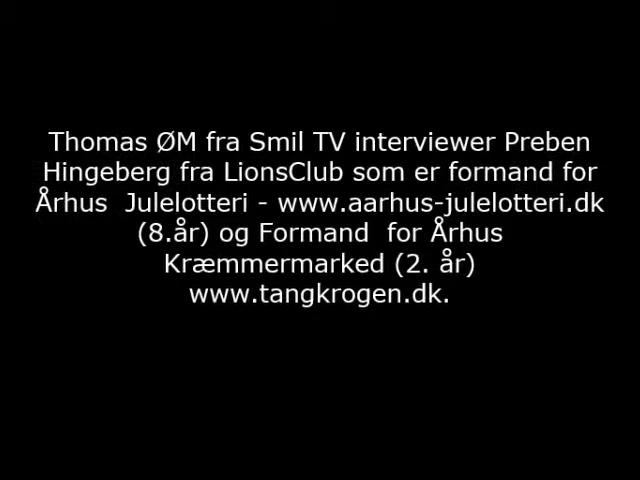 Thomas ØM fra Smil TV interviewer Preben
Hingeberg fra LionsClub som er formand for
Århus  Julelotteri - www.aarhus-julelotteri.dk
(8.år) og Formand  for Århus
Kræmmermarked (2. år)
www.tangkrogen.dk.